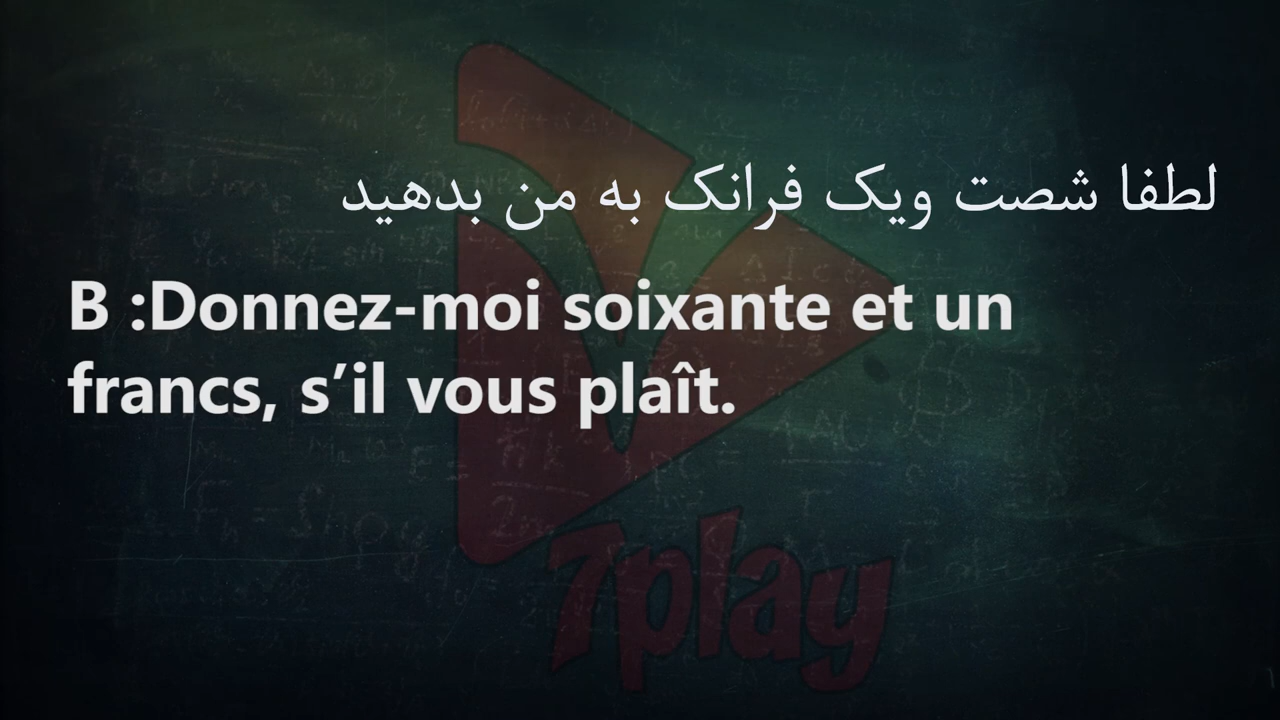 لطفا شصت ویک فرانک به من بدهید
B :Donnez-moi soixante et un
francs, s’il vous plaît.
7play